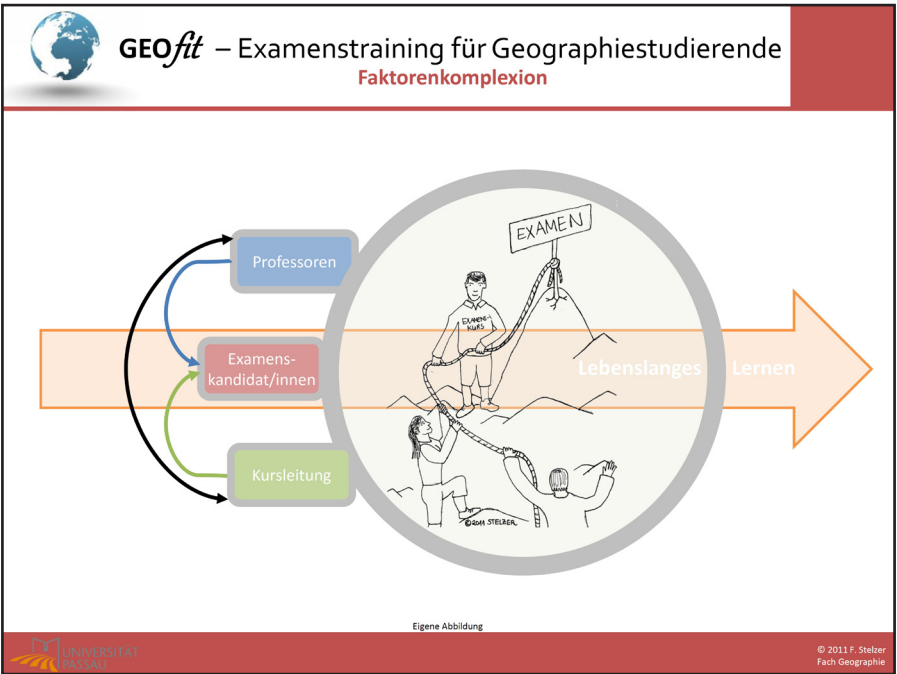 GEOfit – Examenstraining für Geographiestudierende
Faktorenkomplexion
EXAMEN
Professoren
EXAMENS-
KURS
Examens-
kandidat/innen
Lebenslanges Lernen
Kursleitung
©2011 STELZER
Eigene Abbildung
UNIVERSITÄT
PASSAU
© 2011 F. Stelzer
Fach Geographie